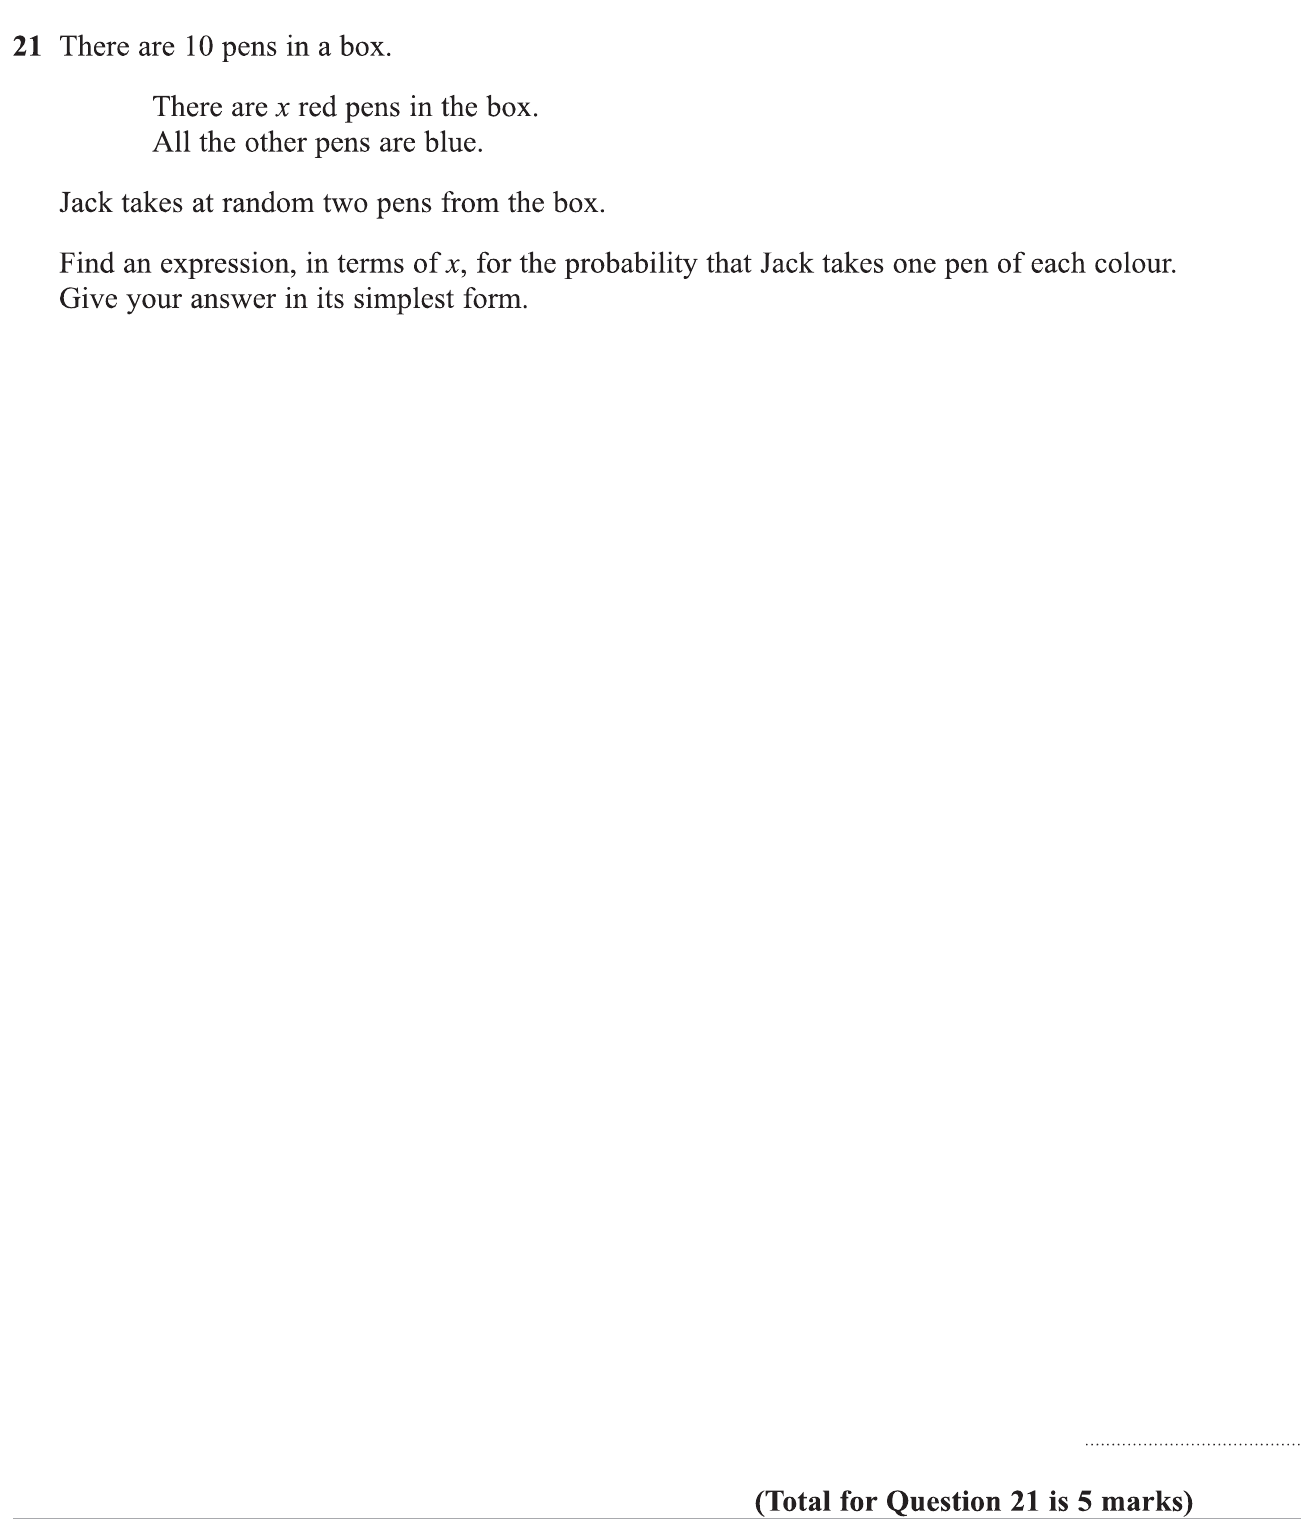 21 There are 10 pens in a box.
There are x red pens in the box.
All the other pens are blue.
Jack takes at random two pens from the box.
Find an expression, in terms of x, for the probability that Jack takes one pen of each colour.
Give your answer in its simplest form.
(Total for Question 21 is 5 marks)